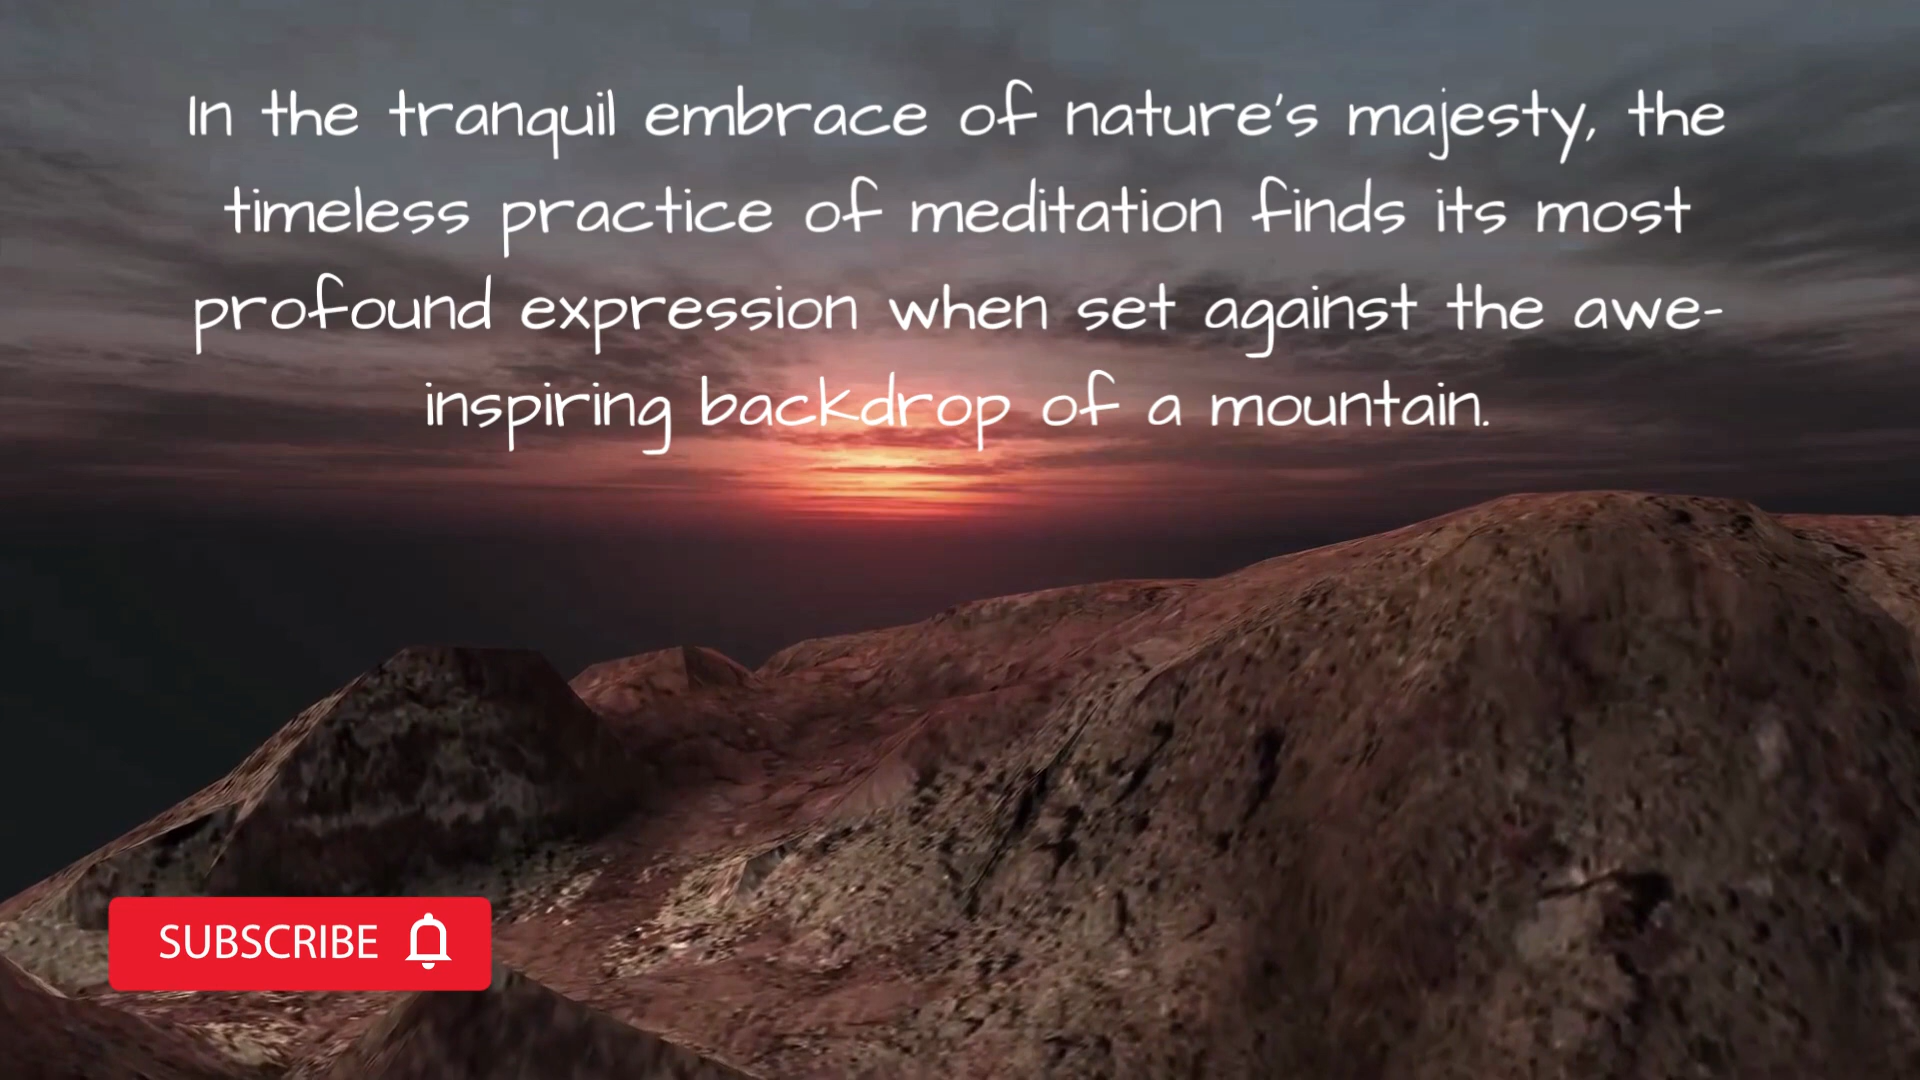 In the tranquil embrace of nature's majesty, the
timeless practice of meditation finds its most
profound expression when set against the awe-
inspiring backdrop of a mountain.
SUBSCRIBE